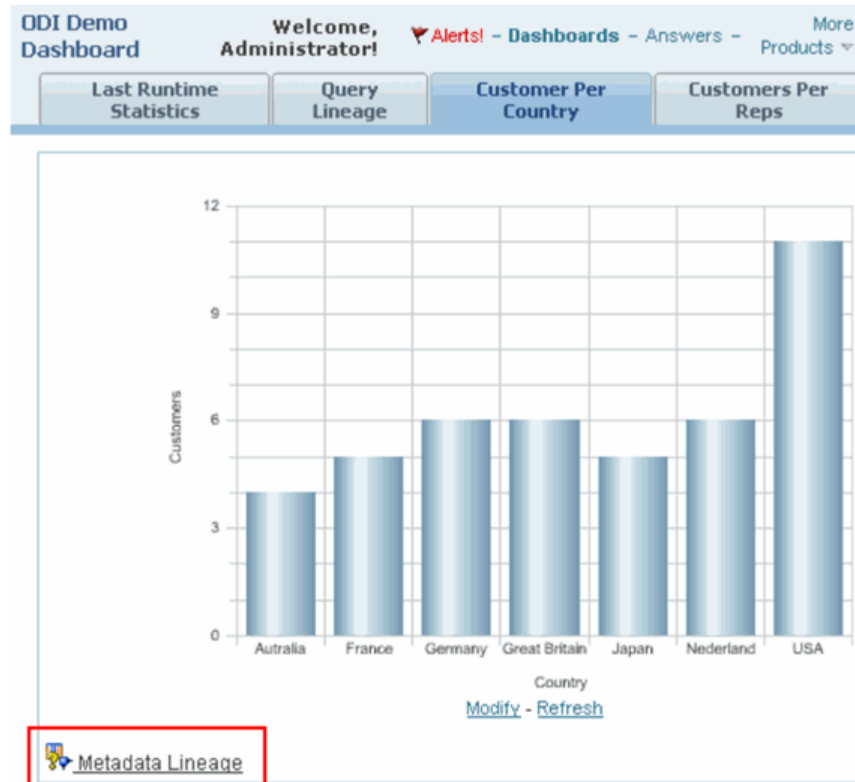 ODI Demo
Dashboard
Welcome,
Administrator!
Alerts! - Dashboards - Answers -
More
Products
Last Runtime
Statistics
Query
Lineage
Customer Per
Country
Customers Per
Reps
12
9
6
3
0
Customers
Autralia
France
Germany
Great Britain
Japan
Nederland
USA
Country
Modify - Refresh
Metadata Lineage